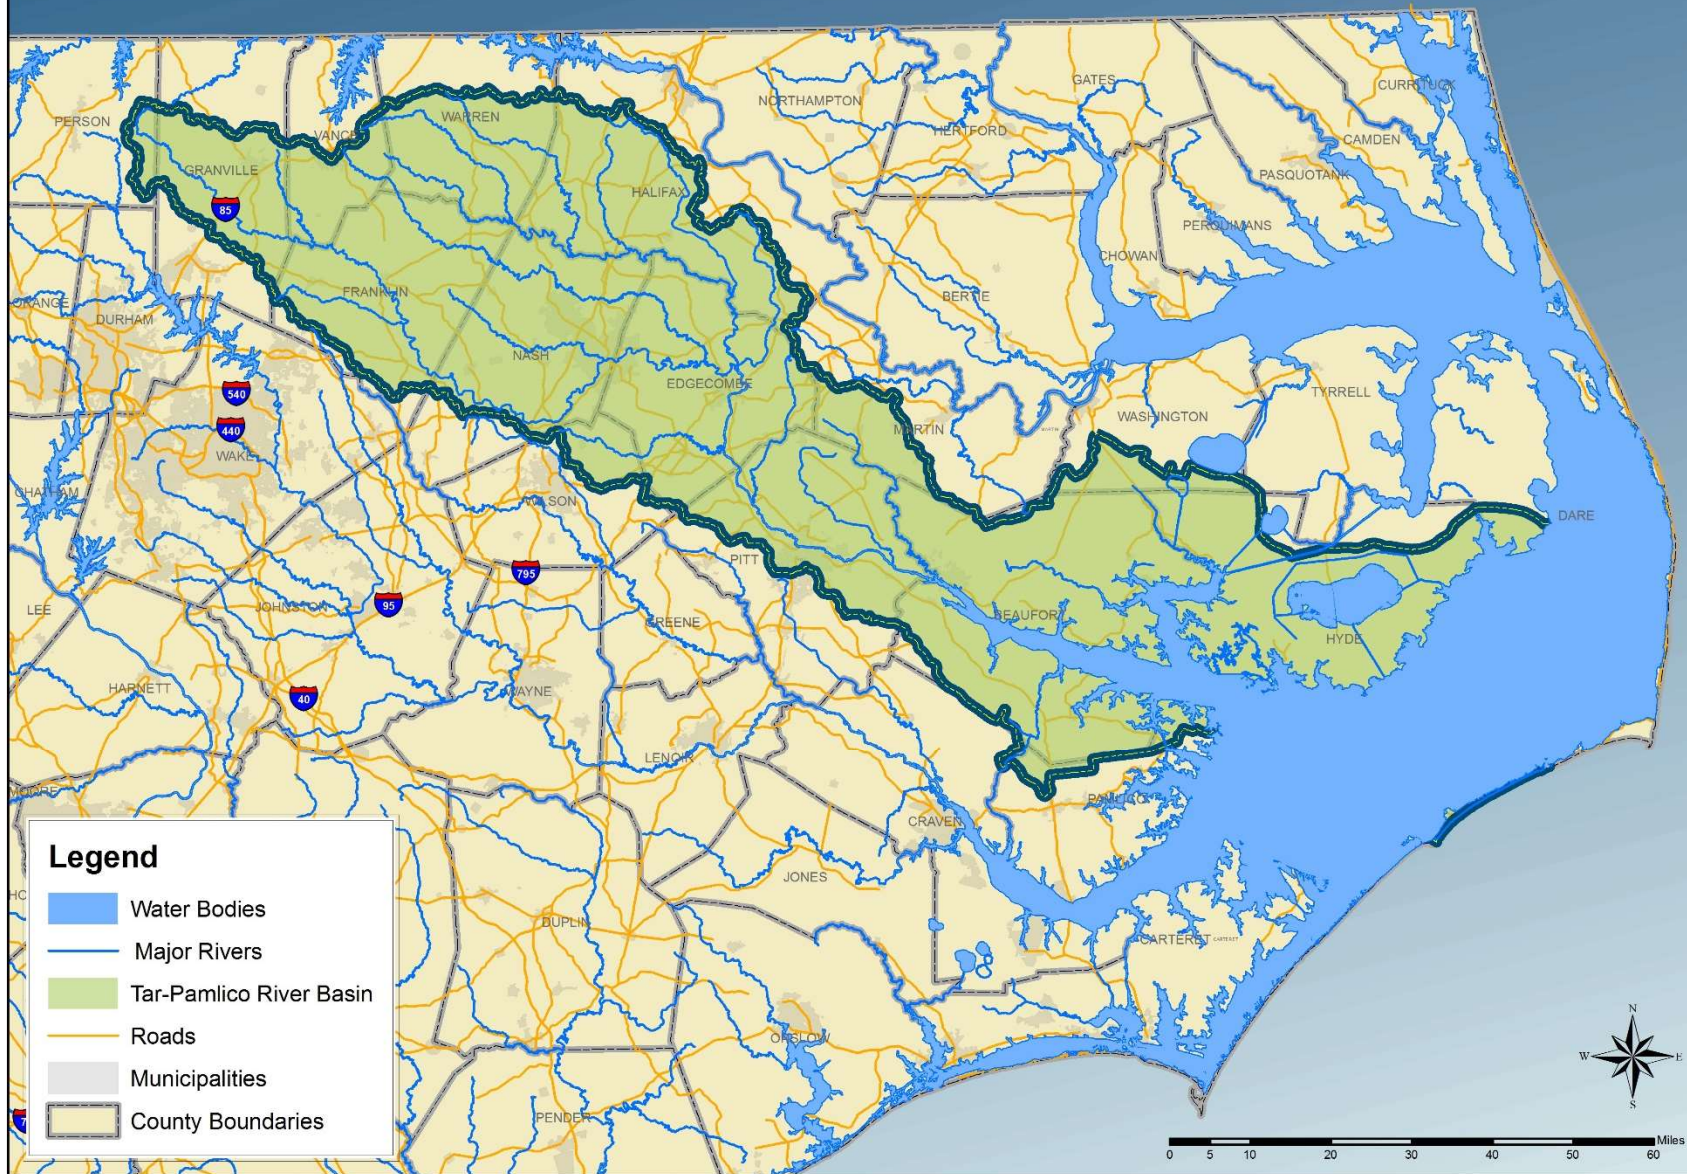 GATES
CURRITUCK
NORTHAMPTON
PERSON
WARREN
HERTFORD
VANCE
CAMDEN
GRANVILLE
PASQUOTANK
HALIFAX
85
PERQUIMANS
CHOWAN
FRANKLIN
BERTIE
ORANGE
DURHAM
NASH
EDGECOMBE
540
TYRRELL
WASHINGTON
440
MARTIN
MARTIN
WAKE
CHATHAM
WILSON
DARE
PITT
795
LEE
JOHNSTON
95
BEAUFORT
GREENE
HYDE
HARNETT
40
WAYNE
LENOIR
MOORE
PAMLICO
CRAVEN
JONES
DUPLIN
CARTERET
CARTERET
ONSLOW
PENDER
Legend
Water Bodies
Major Rivers
Tar-Pamlico River Basin
Roads
Municipalities
County Boundaries
N
W E
S
Miles
0 5 10 20 30 40 50 60